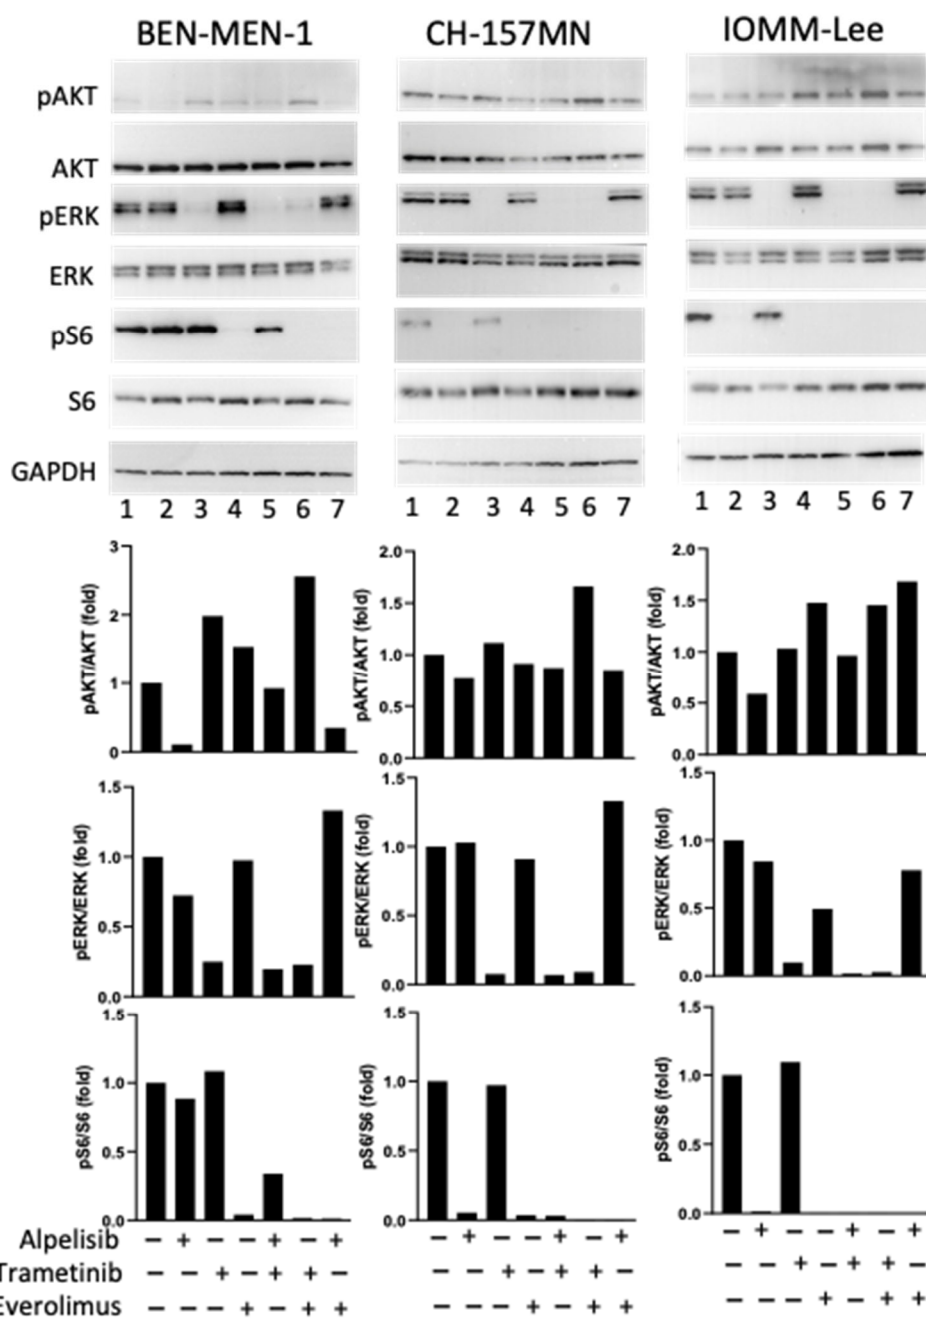 BEN-MEN-1 CH-157MN IOMM-Lee
pAKT
AKT
pERK
ERK
pS6
S6
GAPDH
1 2 3 4 5 6 7 1 2 3 4 5 6 7 1 2 3 4 5 6 7
pAKT/AKT (fold)
3
2
1
0
pAKT/AKT (fold)
2.0
1.5
1.0
0.5
0.0
pAKT/AKT (fold)
2.0
1.5
1.0
0.5
0.0
pERK/ERK (fold)
1.5
1.0
0.5
0.0
pERK/ERK (fold)
1.5
1.0
0.5
0.0
pERK/ERK (fold)
1.5
1.0
0.5
0.0
pS6/S6 (fold)
1.5
1.0
0.5
0.0
pS6/S6 (fold)
1.5
1.0
0.5
0.0
pS6/S6 (fold)
1.5
1.0
0.5
0.0
Alpelisib − + − − + − + − + − − + − + − + − − + − +
Trametinib − − + − + + − − − + − + + − − − + − + + −
Everolimus − − − + − + + − − − + − + + − − − + − + +